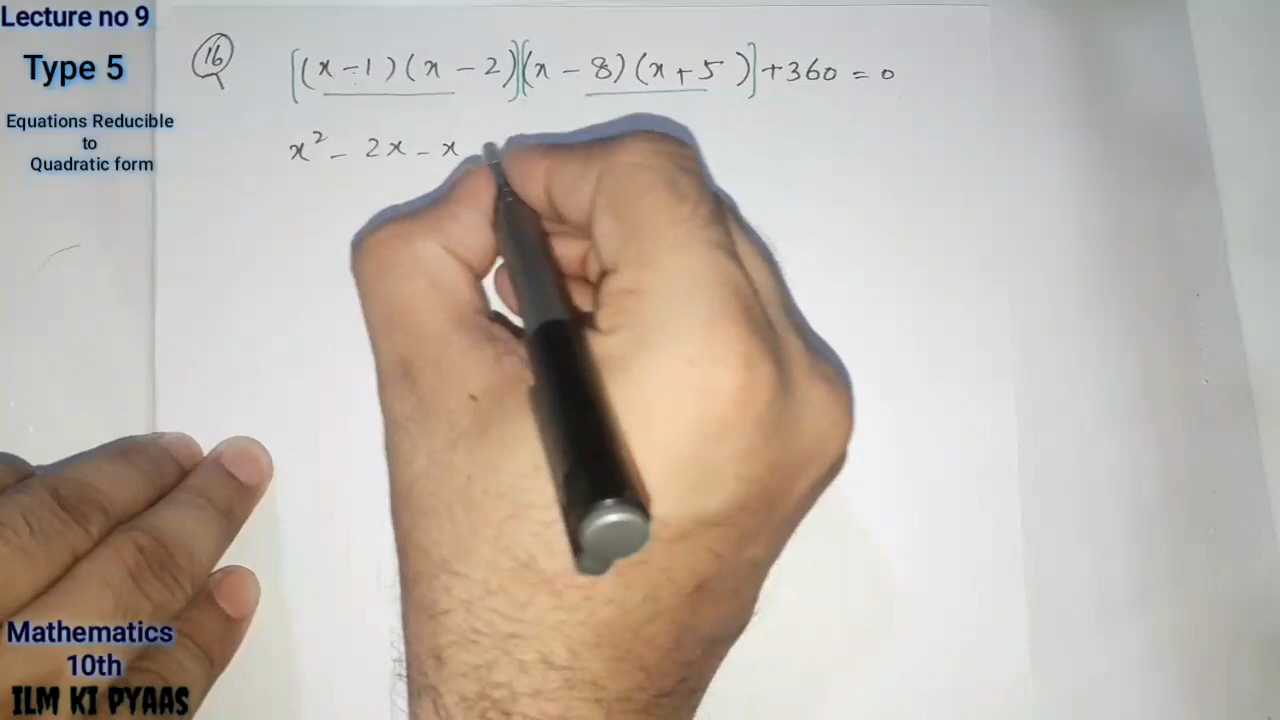 Lecture no 9
Type 5
Equations Reducible
to
Quadratic form
Q 16
[(x - 1)(x - 2)][(x - 8)(x + 5)] + 360 = 0
x² - 2x - x
Mathematics
10th
ILM KI PYAAS